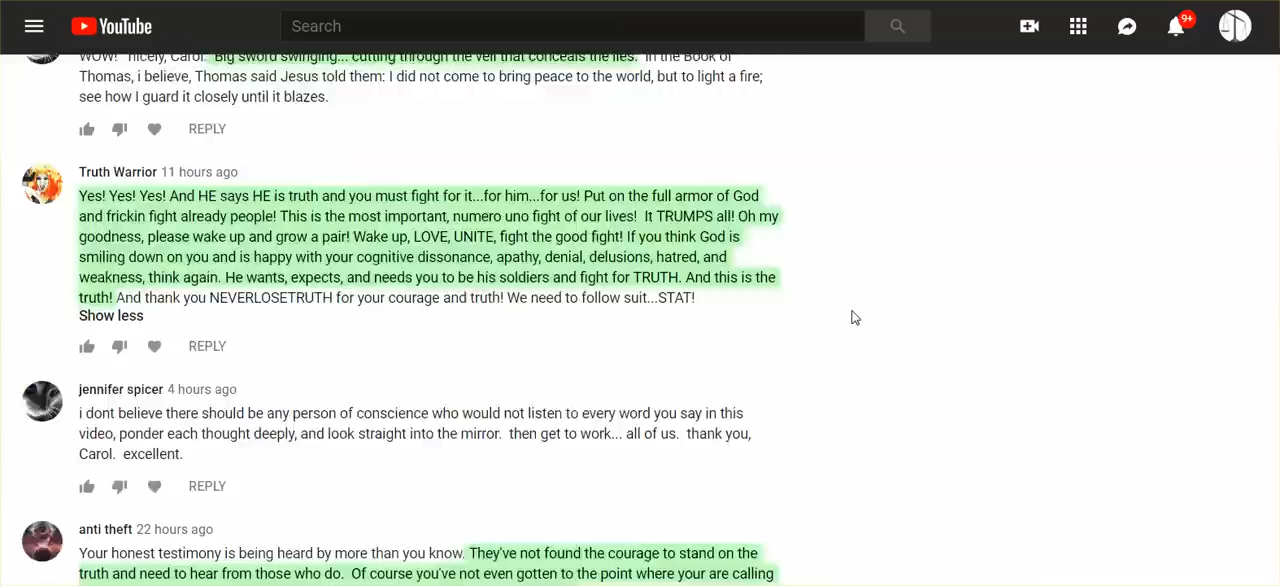 YouTube
Search
9+
WOW! nicely, Carol. Big sword swinging... cutting through the veil that conceals the lies. In the Book of
Thomas, i believe, Thomas said Jesus told them: I did not come to bring peace to the world, but to light a fire;
see how I guard it closely until it blazes.
REPLY
Truth Warrior 11 hours ago
Yes! Yes! Yes! And HE says HE is truth and you must fight for it...for him...for us! Put on the full armor of God
and frickin fight already people! This is the most important, numero uno fight of our lives! It TRUMPS all! Oh my
goodness, please wake up and grow a pair! Wake up, LOVE, UNITE, fight the good fight! If you think God is
smiling down on you and is happy with your cognitive dissonance, apathy, denial, delusions, hatred, and
weakness, think again. He wants, expects, and needs you to be his soldiers and fight for TRUTH. And this is the
truth! And thank you NEVERLOSETRUTH for your courage and truth! We need to follow suit...STAT!
Show less
REPLY
jennifer spicer 4 hours ago
i dont believe there should be any person of conscience who would not listen to every word you say in this
video, ponder each thought deeply, and look straight into the mirror. then get to work... all of us. thank you,
Carol. excellent.
REPLY
anti theft 22 hours ago
Your honest testimony is being heard by more than you know. They've not found the courage to stand on the
truth and need to hear from those who do. Of course you've not even gotten to the point where your are calling